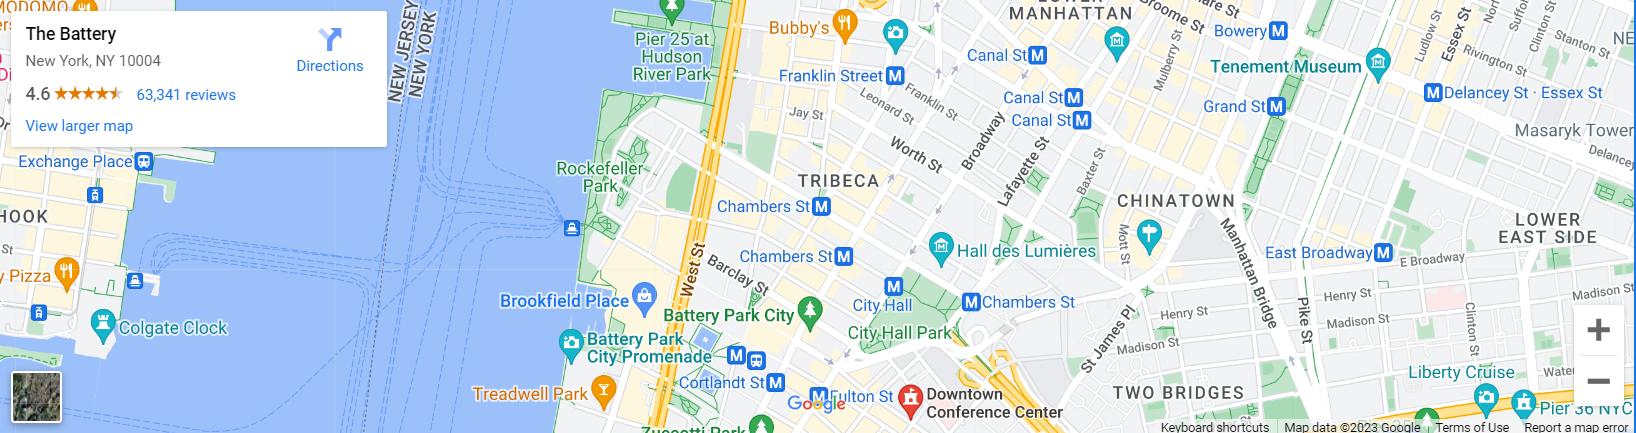 The Battery
New York, NY 10004
4.6
63,341 reviews
View larger map
Directions
Exchange Place
HOOK
Pizza
Colgate Clock
NEW JERSEY
NEW YORK
Pier 25 at
Hudson
River Park
Rockefeller
Park
Brookfield Place
Battery Park
City Promenade
Treadwell Park
Bubby's
Franklin Street
Jay St
Leonard St
Franklin St
Worth St
Broadway
TRIBECA
Chambers St
Chambers St
West St
Barclay St
Battery Park City
City Hall
City Hall Park
Cortlandt St
Fulton St
Google
Zuccotti Park
Downtown
Conference Center
Hall des Lumières
Chambers St
Lafayette St
MANHATTAN
Canal St
Canal St
Canal St
Broome St
Mulberry St
Baxter St
CHINATOWN
Mott St
Bowery
Tenement Museum
Grand St
Delancey St · Essex St
Ludlow St
Essex St
Clinton St
Rivington St
Stanton St
Masaryk Tower
Delancey
LOWER
EAST SIDE
East Broadway
E Broadway
Manhattan Bridge
Pike St
Henry St
Henry St
Madison St
Madison St
Madison St
Clinton St
St James Pl
TWO BRIDGES
Liberty Cruise
Water
Pier 36 NYC
Keyboard shortcuts
Map data ©2023 Google
Terms of Use
Report a map error